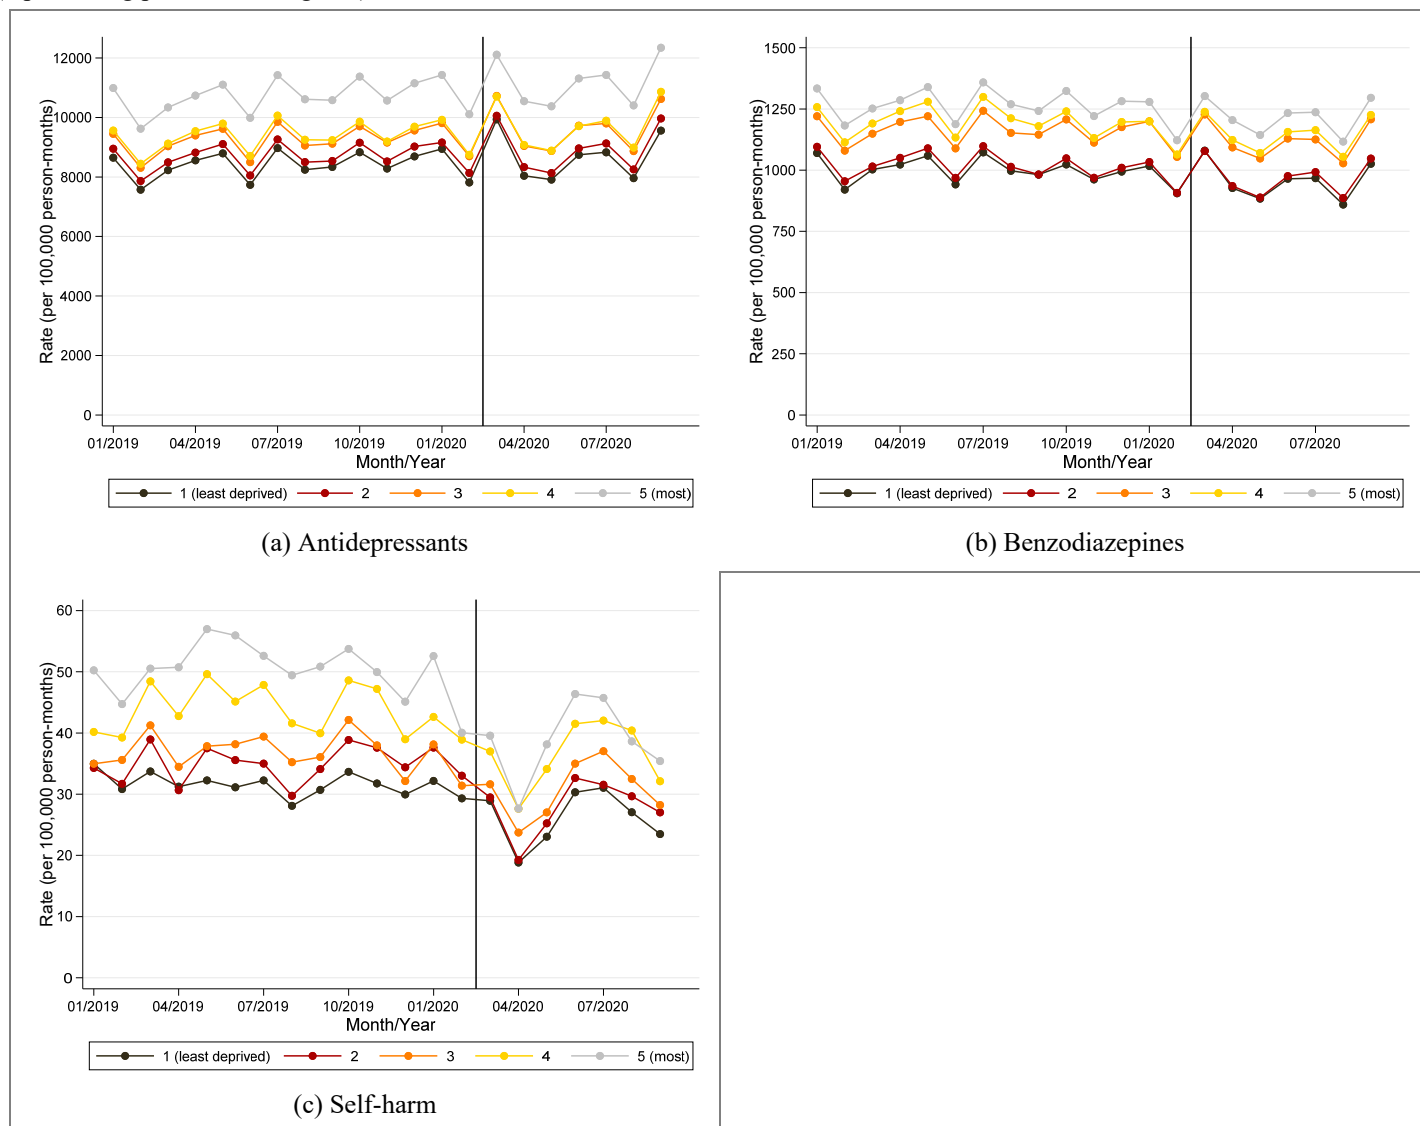 12000
10000
8000
6000
4000
2000
0
Rate (per 100,000 person-months)
01/2019 04/2019 07/2019 10/2019 01/2020 04/2020 07/2020
Month/Year
1 (least deprived) 2 3 4 5 (most)
(a) Antidepressants
1500
1250
1000
750
500
250
0
Rate (per 100,000 person-months)
01/2019 04/2019 07/2019 10/2019 01/2020 04/2020 07/2020
Month/Year
1 (least deprived) 2 3 4 5 (most)
(b) Benzodiazepines
60
50
40
30
20
10
0
Rate (per 100,000 person-months)
01/2019 04/2019 07/2019 10/2019 01/2020 04/2020 07/2020
Month/Year
1 (least deprived) 2 3 4 5 (most)
(c) Self-harm